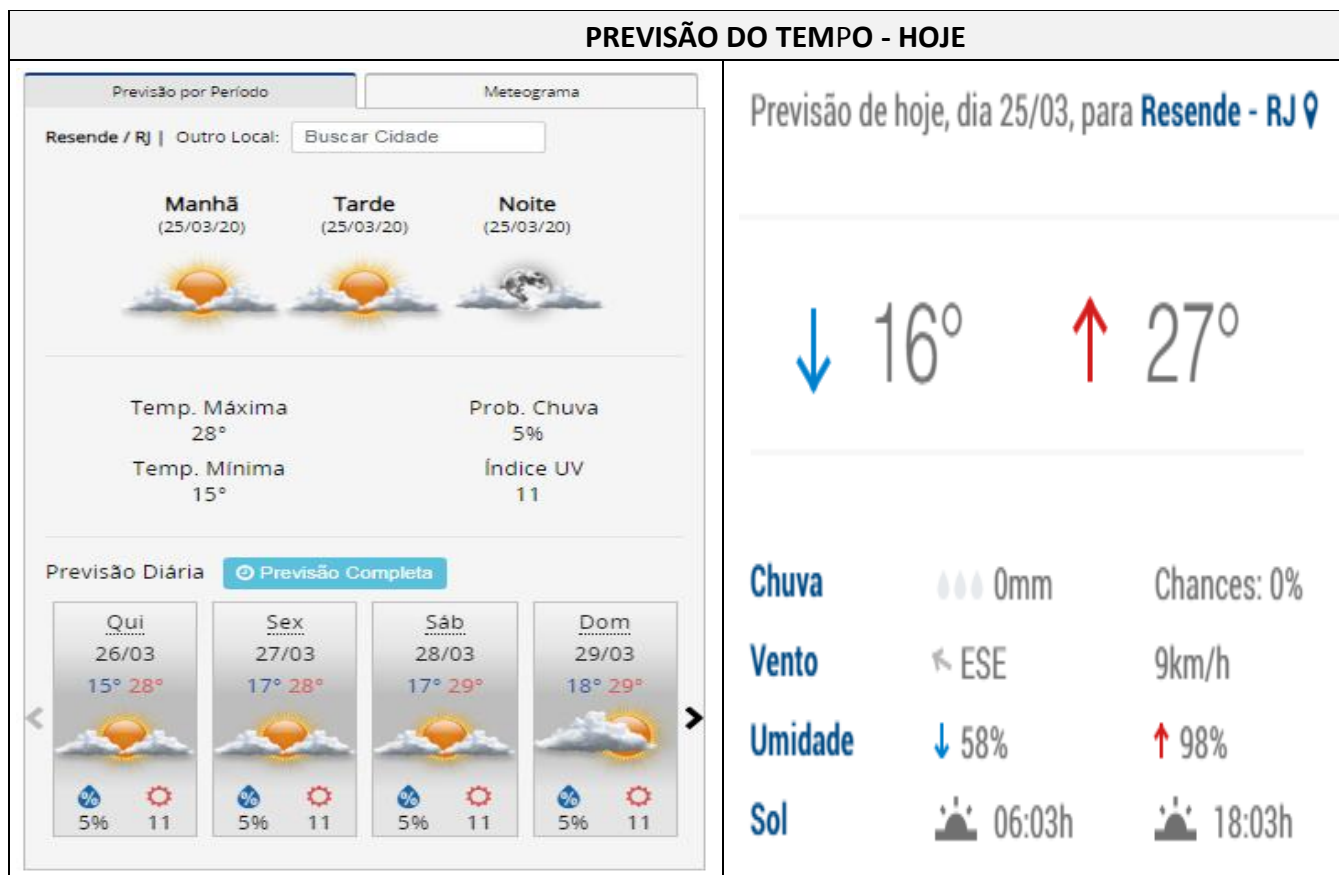 PREVISÃO DO TEMPO - HOJE
Previsão por Período
Meteograma
Resende / RJ | Outro Local: Buscar Cidade
Manhã Tarde Noite
(25/03/20) (25/03/20) (25/03/20)
Temp. Máxima Prob. Chuva
28° 5%
Temp. Mínima Índice UV
15° 11
Previsão Diária Previsão Completa
Qui Sex Sáb Dom
26/03 27/03 28/03 29/03
15° 28° 17° 28° 17° 29° 18° 29°
% % % %
5% 11 5% 11 5% 11 5% 11
Previsão de hoje, dia 25/03, para Resende - RJ
16° 27°
Chuva 0mm Chances: 0%
Vento ESE 9km/h
Umidade 58% 98%
Sol 06:03h 18:03h